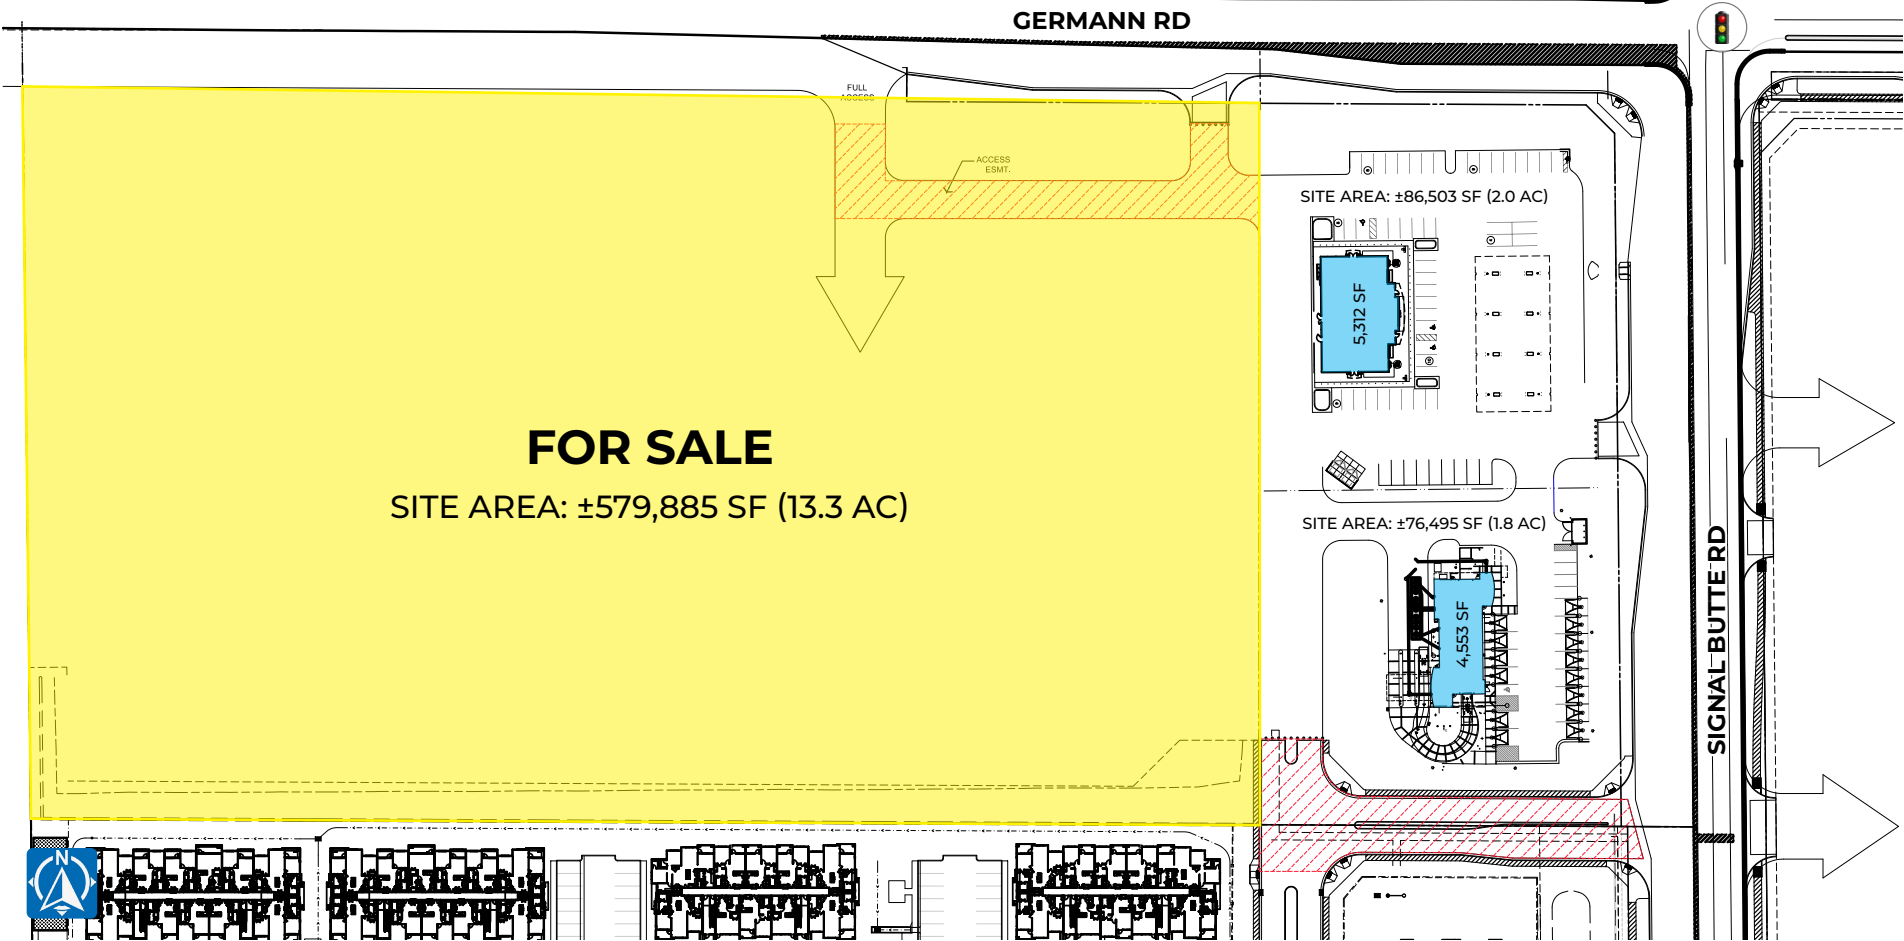 GERMANN RD
FULL
ACCESS
ACCESS
ESMT.
SITE AREA: ±86,503 SF (2.0 AC)
5,312 SF
FOR SALE
SITE AREA: ±579,885 SF (13.3 AC)
SITE AREA: ±76,495 SF (1.8 AC)
4,553 SF
SIGNAL BUTTE RD
N